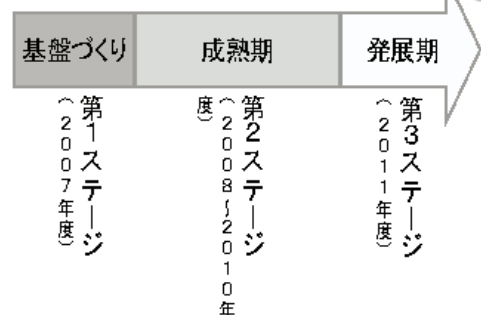 基盤づくり
成熟期
発展期
第1ステージ
（2007年度）
第2ステージ
（2008～2010年
度）
第3ステージ
（2011年度）